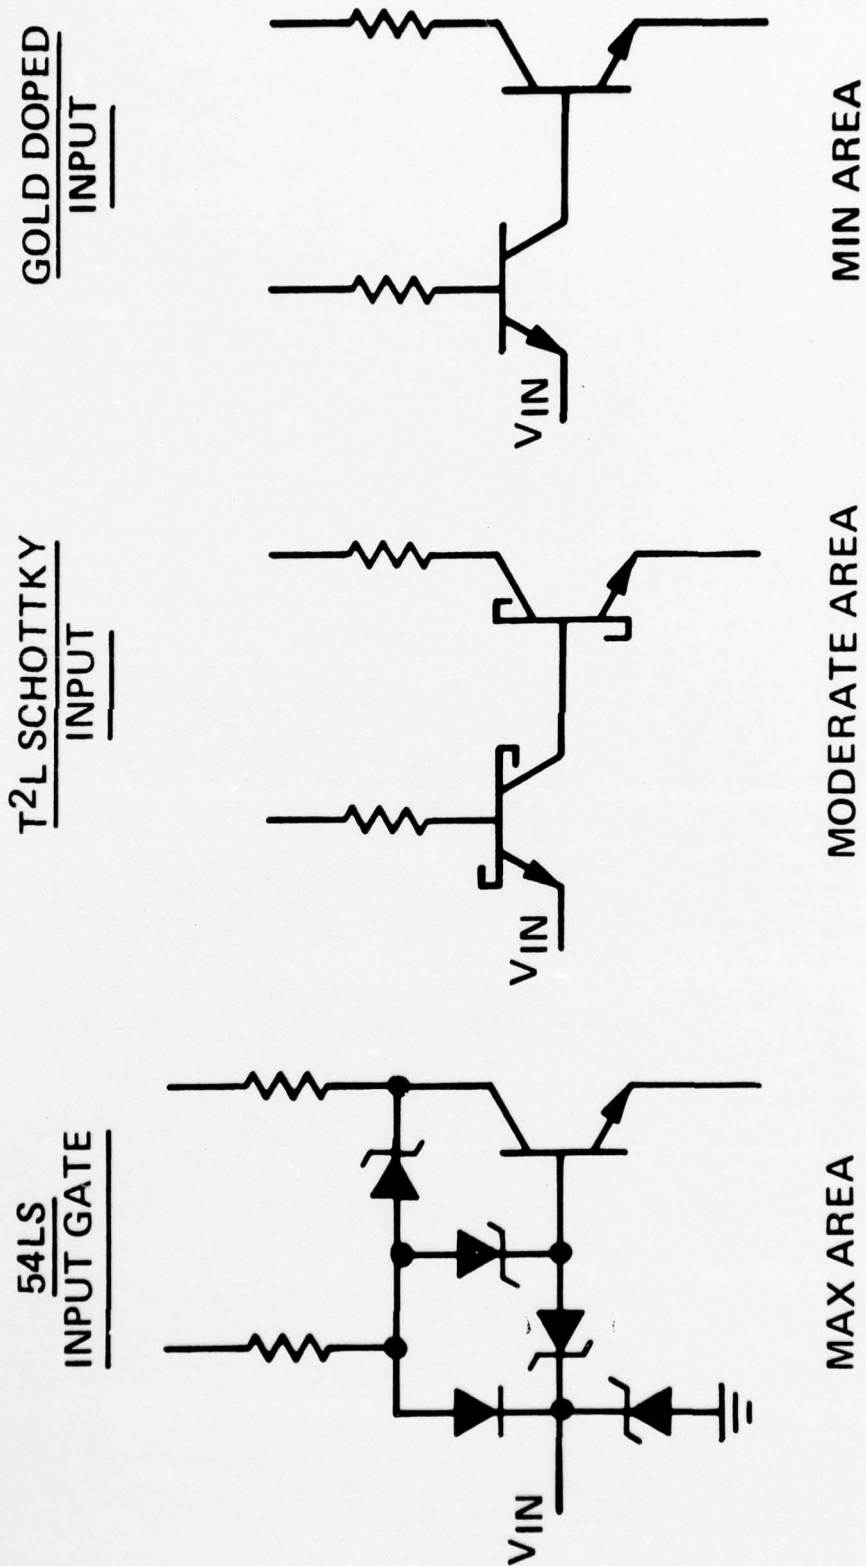 54LS
INPUT GATE
T²L SCHOTTKY
INPUT
GOLD DOPED
INPUT
VIN
VIN
VIN
MAX AREA
MODERATE AREA
MIN AREA